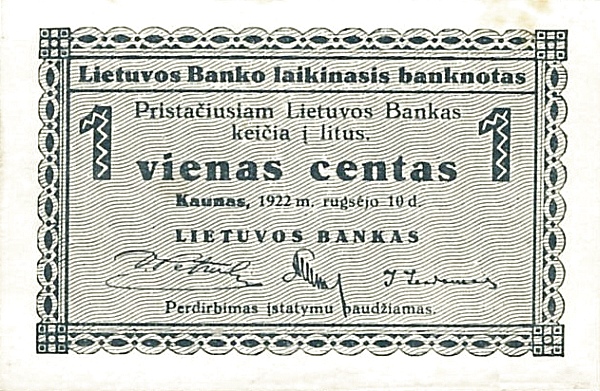 Lietuvos Banko laikinasis banknotas
Pristačiusiam Lietuvos Bankas
keičia į litus.
1 vienas centas 1
Kaunas, 1922 m. rugsėjo 10 d.
LIETUVOS BANKAS
Perdirbimas įstatymu baudžiamas.